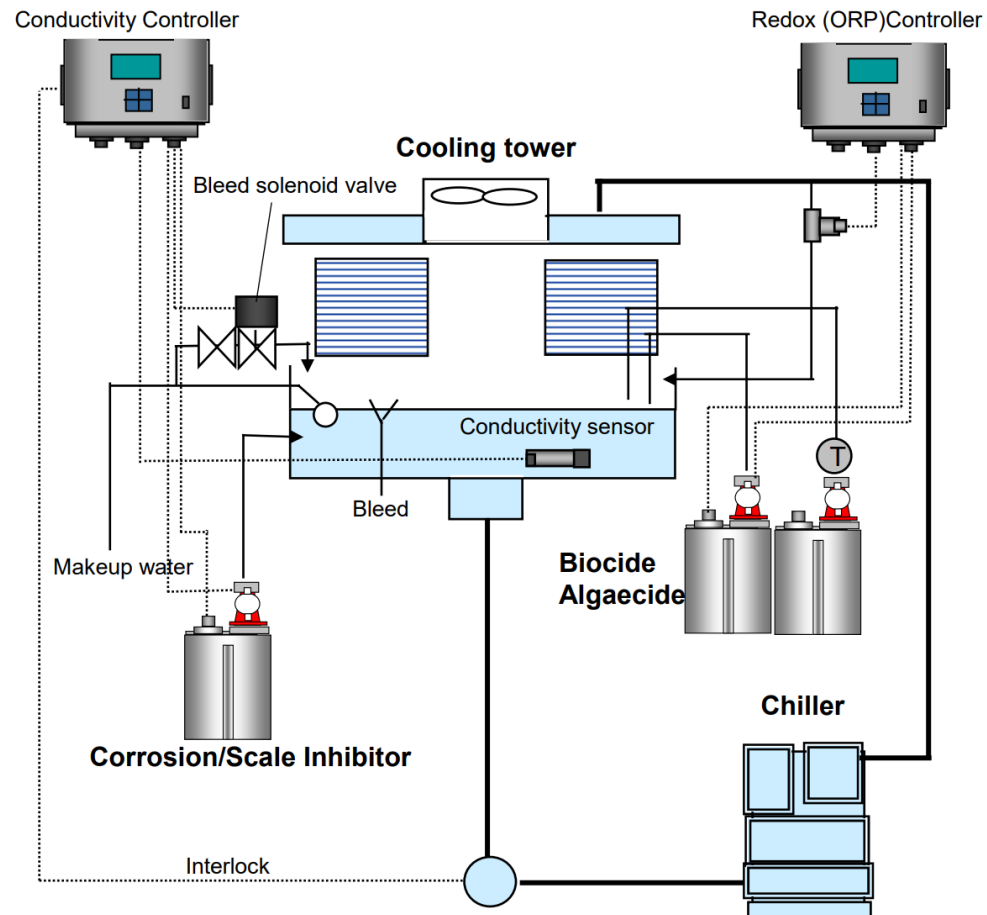 Conductivity Controller
Redox (ORP)Controller
Cooling tower
Bleed solenoid valve
Conductivity sensor
Bleed
T
Makeup water
Biocide
Algaecide
Chiller
Corrosion/Scale Inhibitor
Interlock